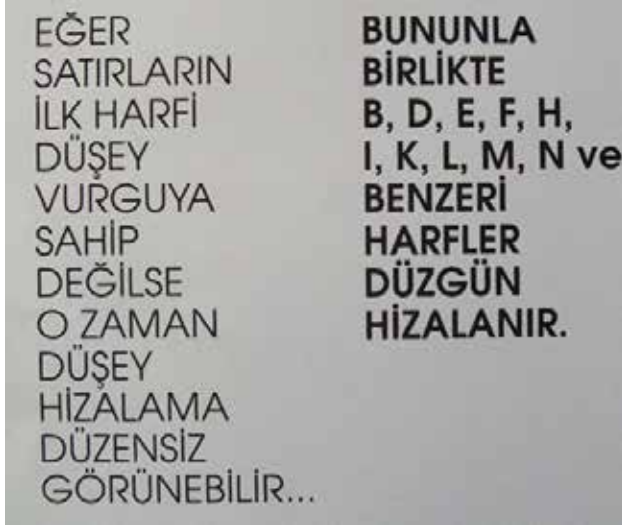 EĞER
SATIRLARIN
İLK HARFİ
DÜŞEY
VURGUYA
SAHİP
DEĞİLSE
O ZAMAN
DÜŞEY
HİZALAMA
DÜZENSİZ
GÖRÜNEBİLİR...
BUNUNLA
BİRLİKTE
B, D, E, F, H,
I, K, L, M, N ve
BENZERİ
HARFLER
DÜZGÜN
HİZALANIR.